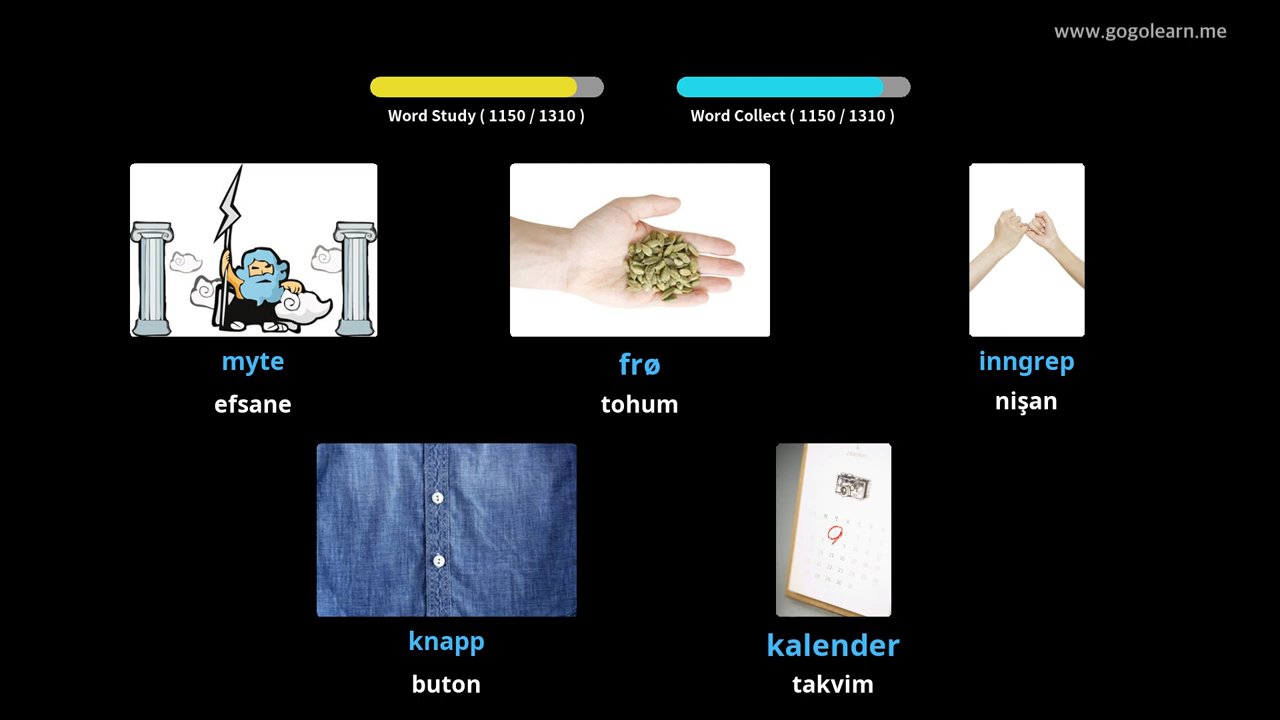 www.gogolearn.me
Word Study ( 1150 / 1310 )
Word Collect ( 1150 / 1310 )
myte
efsane
frø
tohum
inngrep
nişan
knapp
buton
kalender
takvim